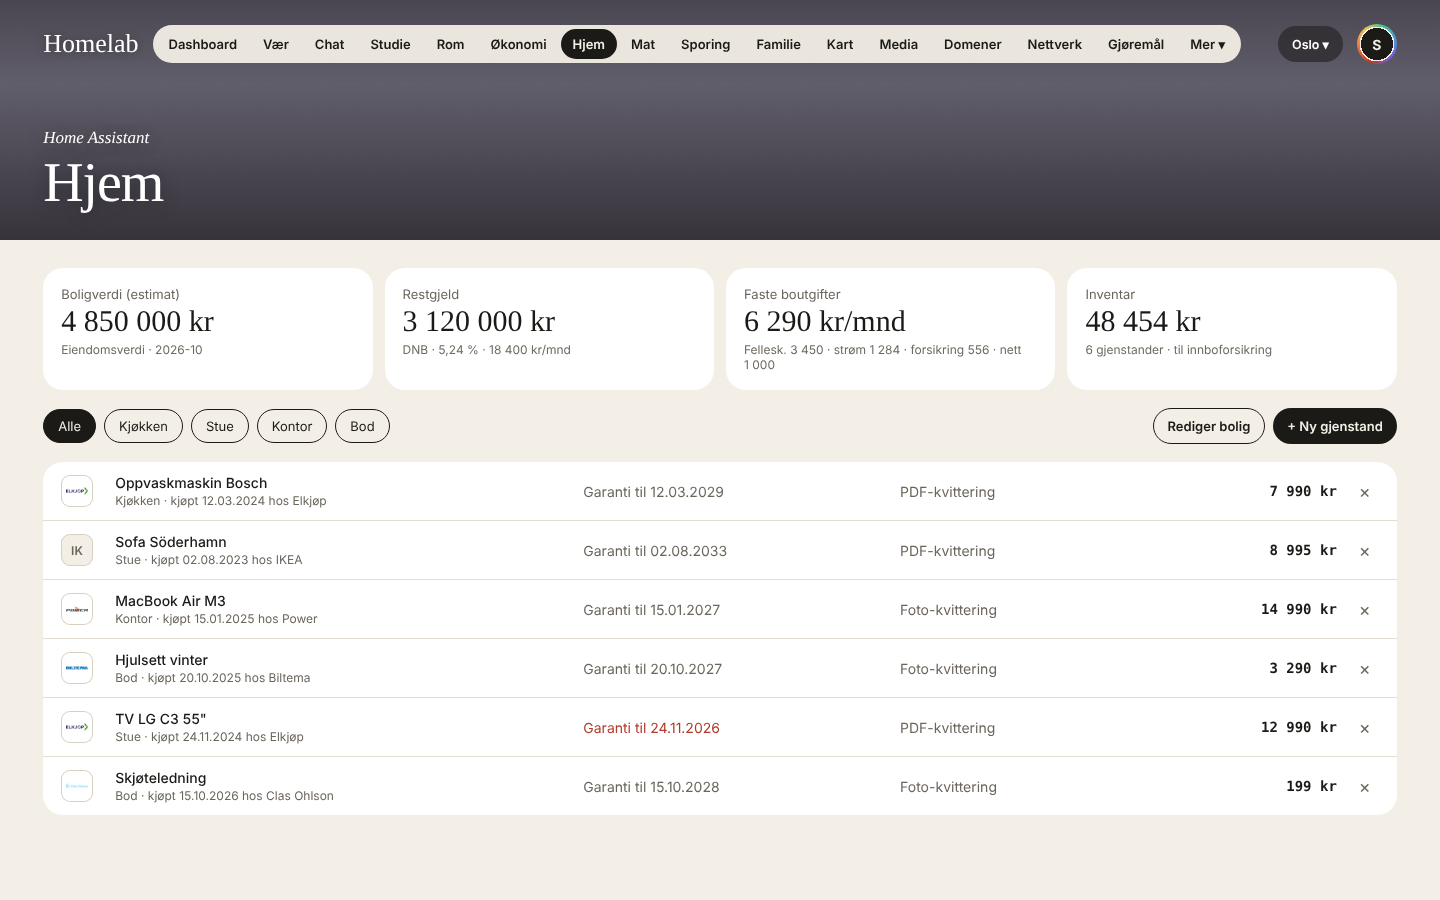 Homelab
Dashboard Vær Chat Studie Rom Økonomi Hjem Mat Sporing Familie Kart Media Domener Nettverk Gjøremål Mer ▾
Oslo ▾
S
Home Assistant
Hjem
Boligverdi (estimat)
4 850 000 kr
Eiendomsverdi · 2026-10
Restgjeld
3 120 000 kr
DNB · 5,24 % · 18 400 kr/mnd
Faste boutgifter
6 290 kr/mnd
Fellesk. 3 450 · strøm 1 284 · forsikring 556 · nett
1 000
Inventar
48 454 kr
6 gjenstander · til innboforsikring
Alle Kjøkken Stue Kontor Bod
Rediger bolig + Ny gjenstand
ELKJØP
Oppvaskmaskin Bosch
Kjøkken · kjøpt 12.03.2024 hos Elkjøp
Garanti til 12.03.2029 PDF-kvittering 7 990 kr ×
IK
Sofa Söderhamn
Stue · kjøpt 02.08.2023 hos IKEA
Garanti til 02.08.2033 PDF-kvittering 8 995 kr ×
POWER
MacBook Air M3
Kontor · kjøpt 15.01.2025 hos Power
Garanti til 15.01.2027 Foto-kvittering 14 990 kr ×
BILTEMA
Hjulsett vinter
Bod · kjøpt 20.10.2025 hos Biltema
Garanti til 20.10.2027 Foto-kvittering 3 290 kr ×
ELKJØP
TV LG C3 55"
Stue · kjøpt 24.11.2024 hos Elkjøp
Garanti til 24.11.2026 PDF-kvittering 12 990 kr ×
Skjøteledning
Bod · kjøpt 15.10.2026 hos Clas Ohlson
Garanti til 15.10.2028 Foto-kvittering 199 kr ×